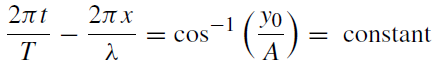 2πt/T − 2πx/λ = cos⁻¹ (y₀/A) = constant